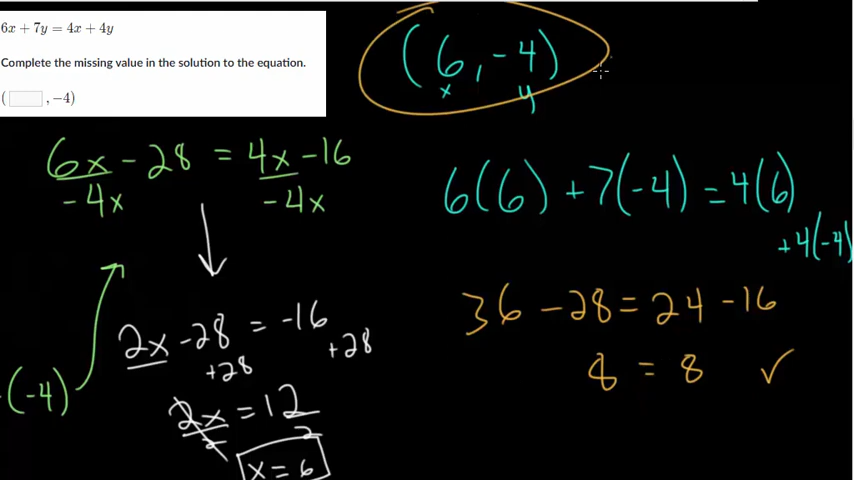 6x + 7y = 4x + 4y
Complete the missing value in the solution to the equation.
( , −4)
(6, -4)
x y
6x - 28 = 4x - 16
-4x -4x
2x - 28 = -16
+28 +28
(-4)
2x = 12
2 2
x = 6
6(6) + 7(-4) = 4(6)
+4(-4)
36 - 28 = 24 - 16
8 = 8 ✓